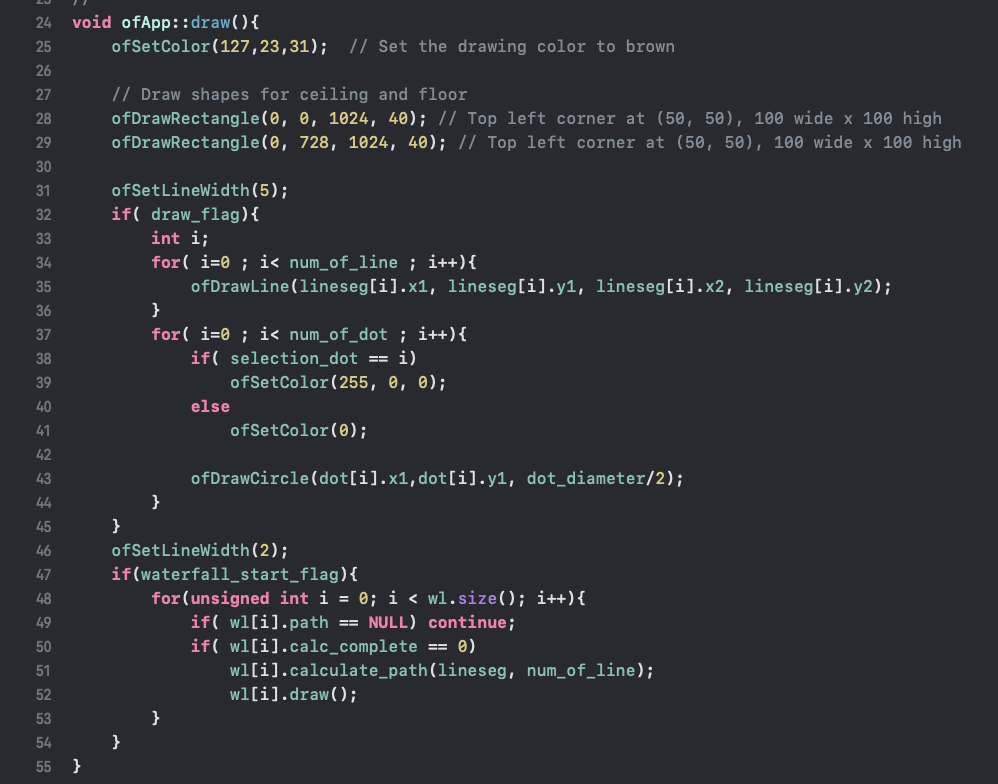 //
24 void ofApp::draw(){
25     ofSetColor(127,23,31);  // Set the drawing color to brown
26
27     // Draw shapes for ceiling and floor
28     ofDrawRectangle(0, 0, 1024, 40); // Top left corner at (50, 50), 100 wide x 100 high
29     ofDrawRectangle(0, 728, 1024, 40); // Top left corner at (50, 50), 100 wide x 100 high
30
31     ofSetLineWidth(5);
32     if( draw_flag){
33         int i;
34         for( i=0 ; i< num_of_line ; i++){
35             ofDrawLine(lineseg[i].x1, lineseg[i].y1, lineseg[i].x2, lineseg[i].y2);
36         }
37         for( i=0 ; i< num_of_dot ; i++){
38             if( selection_dot == i)
39                 ofSetColor(255, 0, 0);
40             else
41                 ofSetColor(0);
42
43             ofDrawCircle(dot[i].x1,dot[i].y1, dot_diameter/2);
44         }
45     }
46     ofSetLineWidth(2);
47     if(waterfall_start_flag){
48         for(unsigned int i = 0; i < wl.size(); i++){
49             if( wl[i].path == NULL) continue;
50             if( wl[i].calc_complete == 0)
51                 wl[i].calculate_path(lineseg, num_of_line);
52                 wl[i].draw();
53         }
54     }
55 }